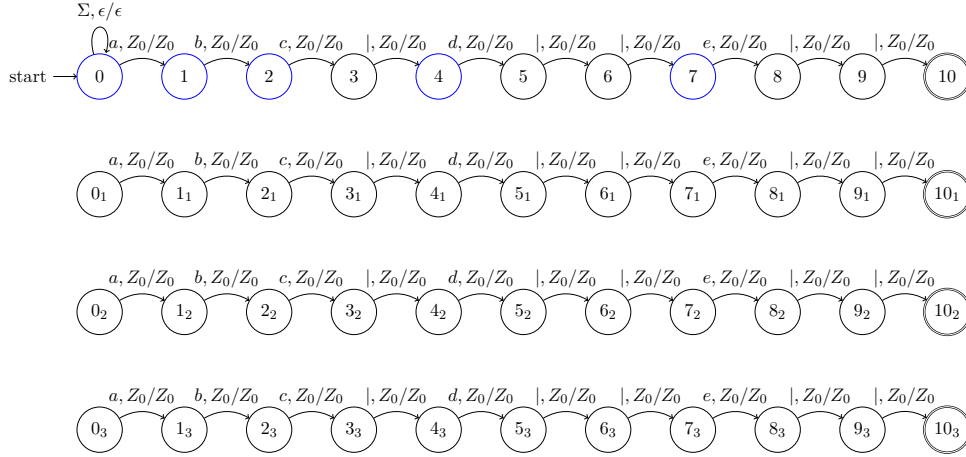 Σ, ϵ/ϵ
a, Z₀/Z₀ b, Z₀/Z₀ c, Z₀/Z₀ |, Z₀/Z₀ d, Z₀/Z₀ |, Z₀/Z₀ |, Z₀/Z₀ e, Z₀/Z₀ |, Z₀/Z₀ |, Z₀/Z₀
start 0 1 2 3 4 5 6 7 8 9 10
a, Z₀/Z₀ b, Z₀/Z₀ c, Z₀/Z₀ |, Z₀/Z₀ d, Z₀/Z₀ |, Z₀/Z₀ |, Z₀/Z₀ e, Z₀/Z₀ |, Z₀/Z₀ |, Z₀/Z₀
0₁ 1₁ 2₁ 3₁ 4₁ 5₁ 6₁ 7₁ 8₁ 9₁ 10₁
a, Z₀/Z₀ b, Z₀/Z₀ c, Z₀/Z₀ |, Z₀/Z₀ d, Z₀/Z₀ |, Z₀/Z₀ |, Z₀/Z₀ e, Z₀/Z₀ |, Z₀/Z₀ |, Z₀/Z₀
0₂ 1₂ 2₂ 3₂ 4₂ 5₂ 6₂ 7₂ 8₂ 9₂ 10₂
a, Z₀/Z₀ b, Z₀/Z₀ c, Z₀/Z₀ |, Z₀/Z₀ d, Z₀/Z₀ |, Z₀/Z₀ |, Z₀/Z₀ e, Z₀/Z₀ |, Z₀/Z₀ |, Z₀/Z₀
0₃ 1₃ 2₃ 3₃ 4₃ 5₃ 6₃ 7₃ 8₃ 9₃ 10₃